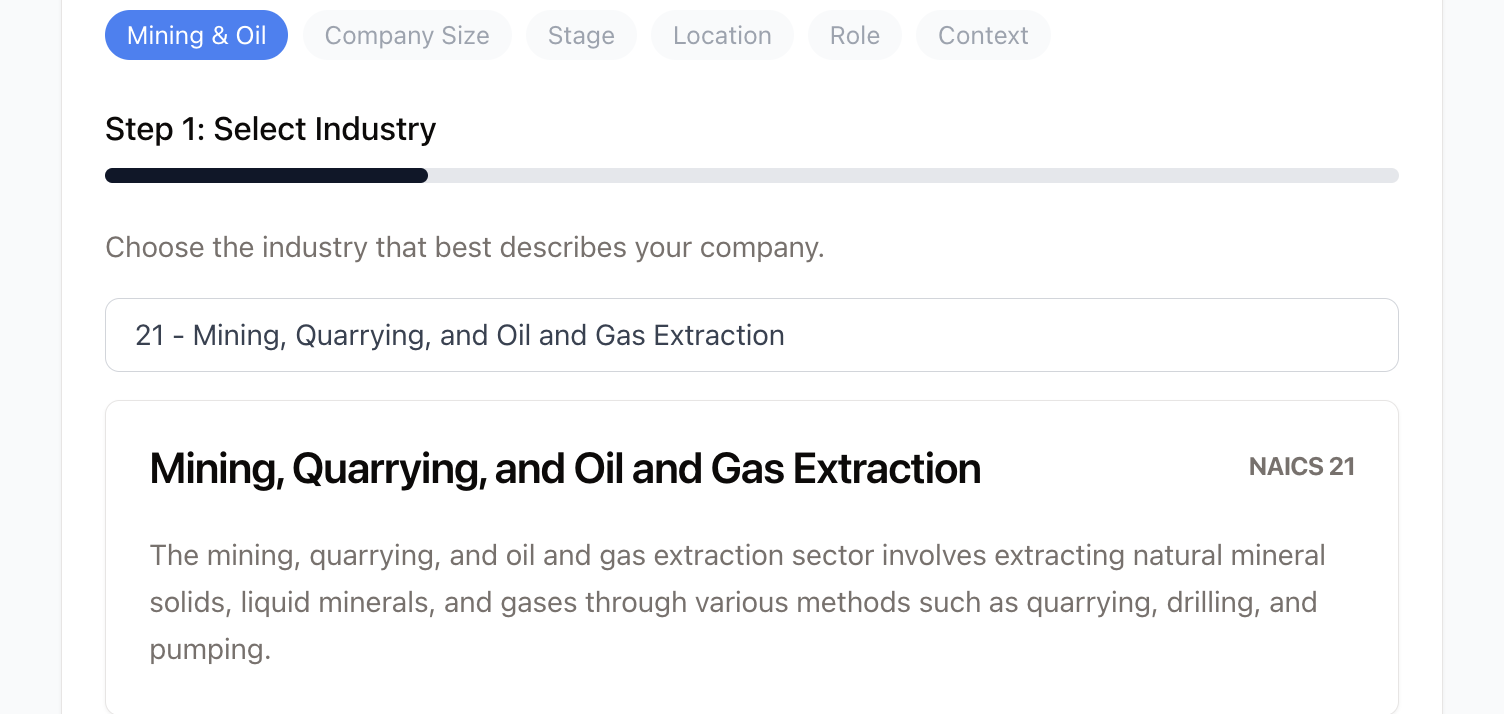 Mining & Oil Company Size Stage Location Role Context
Step 1: Select Industry
Choose the industry that best describes your company.
21 - Mining, Quarrying, and Oil and Gas Extraction
Mining, Quarrying, and Oil and Gas Extraction NAICS 21
The mining, quarrying, and oil and gas extraction sector involves extracting natural mineral
solids, liquid minerals, and gases through various methods such as quarrying, drilling, and
pumping.